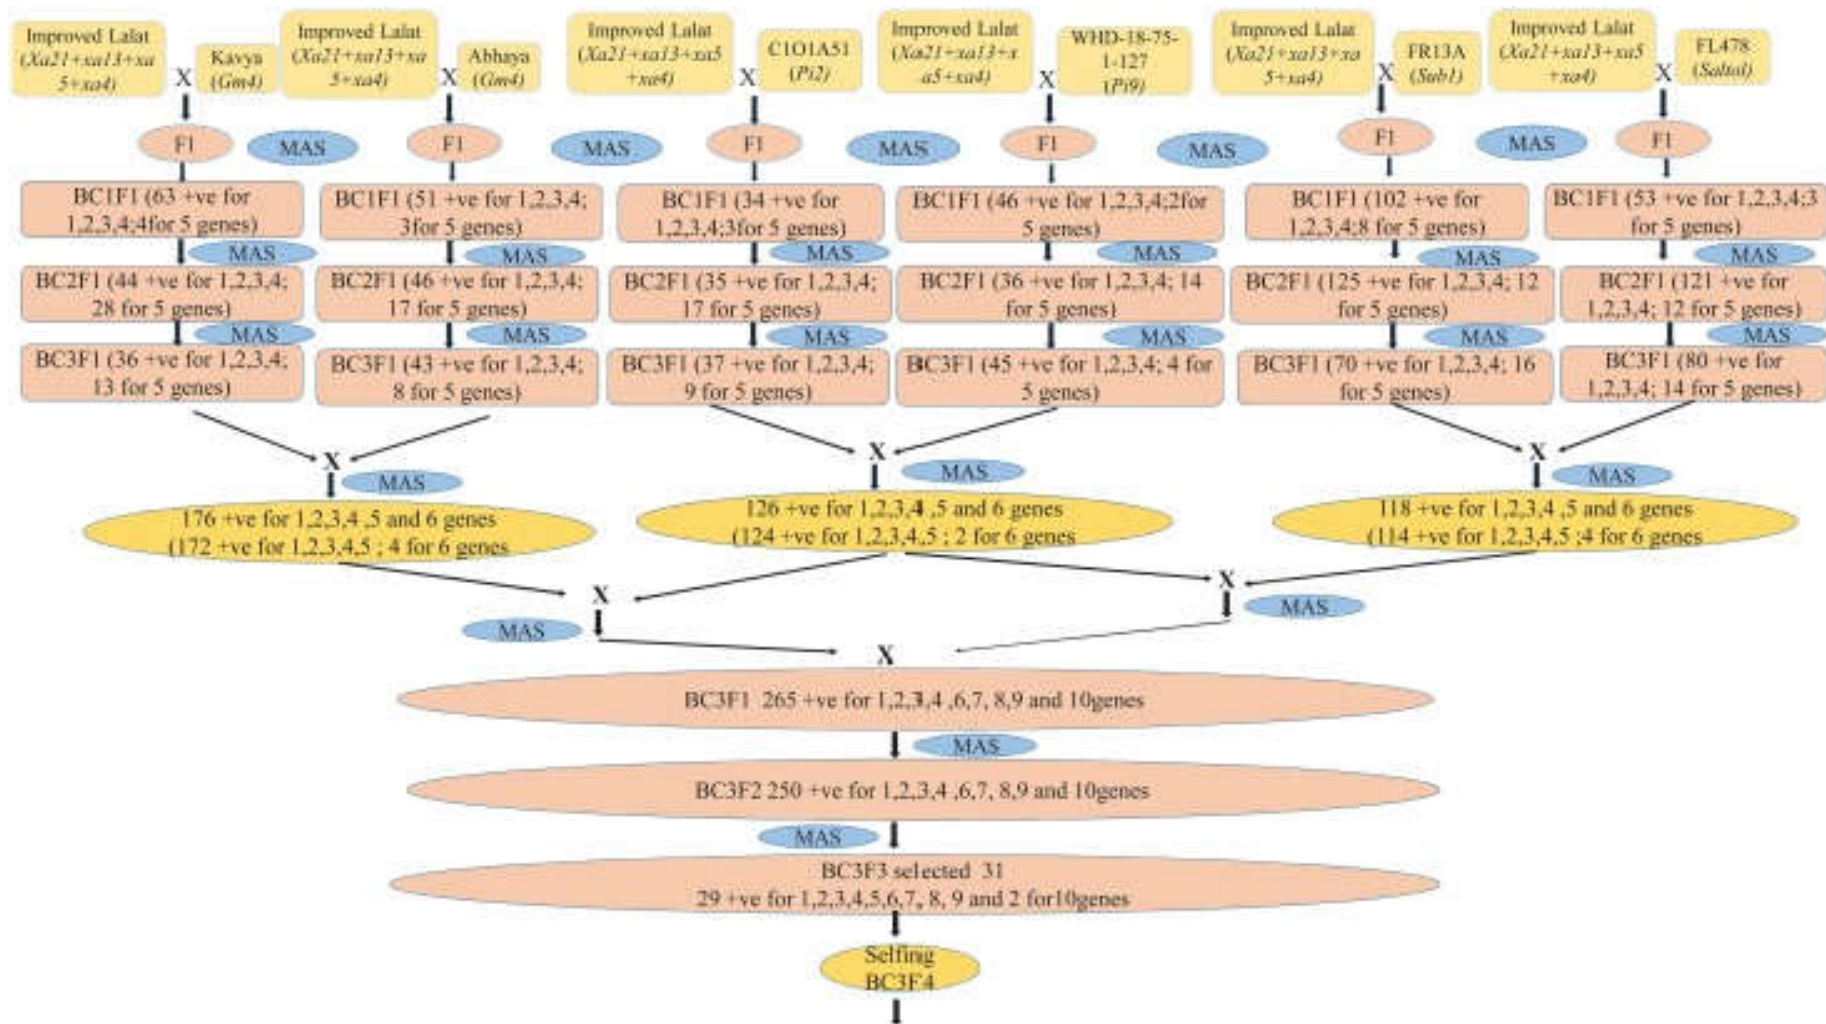 Improved Lalat
(Xa21+xa13+xa
5+xa4)
X
Kavya
(Gm4)
Improved Lalat
(Xa21+xa13+xa
5+xa4)
X
Abhaya
(Gm4)
Improved Lalat
(Xa21+xa13+xa5
+xa4)
X
C1O1A51
(Pi2)
Improved Lalat
(Xa21+xa13+x
a5+xa4)
X
WHD-18-75-
1-127
(Pi9)
Improved Lalat
(Xa21+xa13+xa
5+xa4)
X
FR13A
(Sub1)
Improved Lalat
(Xa21+xa13+xa5
+xa4)
X
FL478
(Saltol)
F1
MAS
F1
MAS
F1
MAS
F1
MAS
F1
MAS
F1
BC1F1 (63 +ve for
1,2,3,4;4for 5 genes)
BC1F1 (51 +ve for 1,2,3,4;
3for 5 genes)
BC1F1 (34 +ve for
1,2,3,4;3for 5 genes)
BC1F1 (46 +ve for 1,2,3,4;2for
5 genes)
BC1F1 (102 +ve for
1,2,3,4;8 for 5 genes)
BC1F1 (53 +ve for 1,2,3,4;3
for 5 genes)
MAS
MAS
MAS
MAS
MAS
MAS
BC2F1 (44 +ve for 1,2,3,4;
28 for 5 genes)
BC2F1 (46 +ve for 1,2,3,4;
17 for 5 genes)
BC2F1 (35 +ve for 1,2,3,4;
17 for 5 genes)
BC2F1 (36 +ve for 1,2,3,4; 14
for 5 genes)
BC2F1 (125 +ve for 1,2,3,4; 12
for 5 genes)
BC2F1 (121 +ve for
1,2,3,4; 12 for 5 genes)
MAS
MAS
MAS
MAS
MAS
MAS
BC3F1 (36 +ve for 1,2,3,4;
13 for 5 genes)
BC3F1 (43 +ve for 1,2,3,4;
8 for 5 genes)
BC3F1 (37 +ve for 1,2,3,4;
9 for 5 genes)
BC3F1 (45 +ve for 1,2,3,4; 4 for
5 genes)
BC3F1 (70 +ve for 1,2,3,4; 16
for 5 genes)
BC3F1 (80 +ve for
1,2,3,4; 14 for 5 genes)
X
X
X
MAS
MAS
MAS
176 +ve for 1,2,3,4 ,5 and 6 genes
(172 +ve for 1,2,3,4,5 ; 4 for 6 genes
126 +ve for 1,2,3,4 ,5 and 6 genes
(124 +ve for 1,2,3,4,5 ; 2 for 6 genes
118 +ve for 1,2,3,4 ,5 and 6 genes
(114 +ve for 1,2,3,4,5 ;4 for 6 genes
X
X
MAS
MAS
X
BC3F1 265 +ve for 1,2,3,4 ,6,7, 8,9 and 10genes
MAS
BC3F2 250 +ve for 1,2,3,4 ,6,7, 8,9 and 10genes
MAS
BC3F3 selected 31
29 +ve for 1,2,3,4,5,6,7,, 8, 9 and 2 for10genes
Selfing
BC3F4